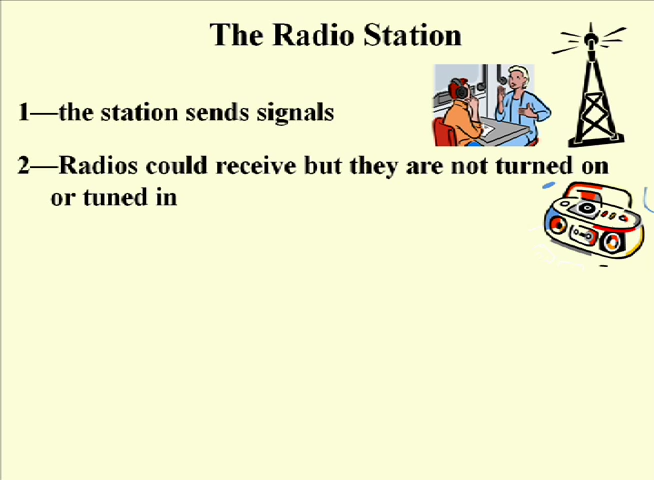 The Radio Station
1—the station sends signals
2—Radios could receive but they are not turned on
or tuned in